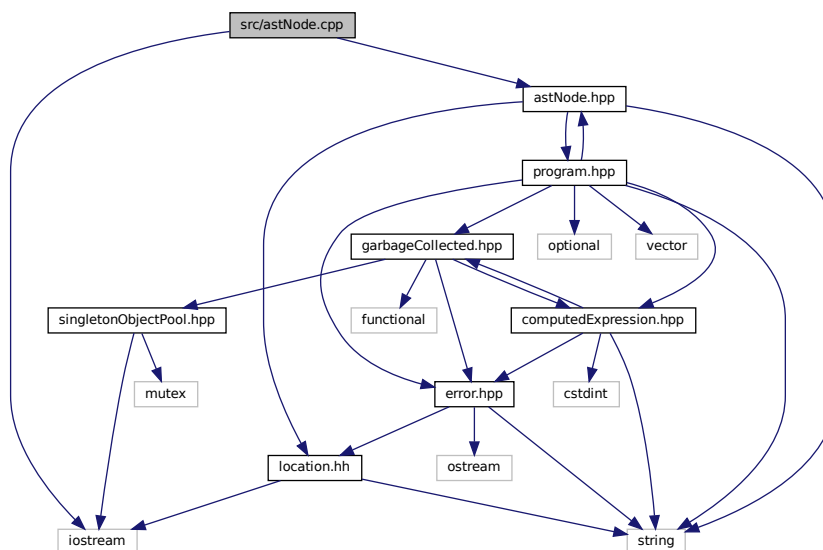 src/astNode.cpp
astNode.hpp
program.hpp
garbageCollected.hpp
optional
vector
singletonObjectPool.hpp
functional
computedExpression.hpp
mutex
error.hpp
cstdint
location.hh
ostream
iostream
string